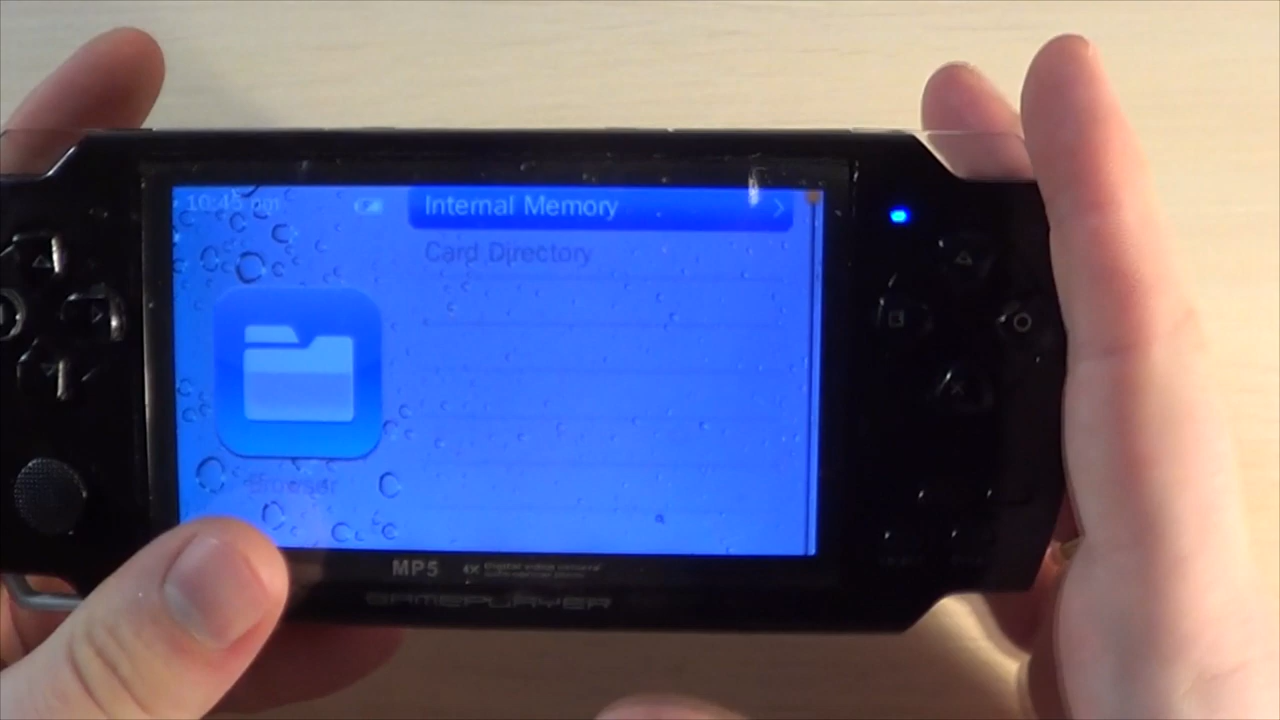 10:45 pm
Internal Memory
Card Directory
Browser
MP5
GAMEPLAYER